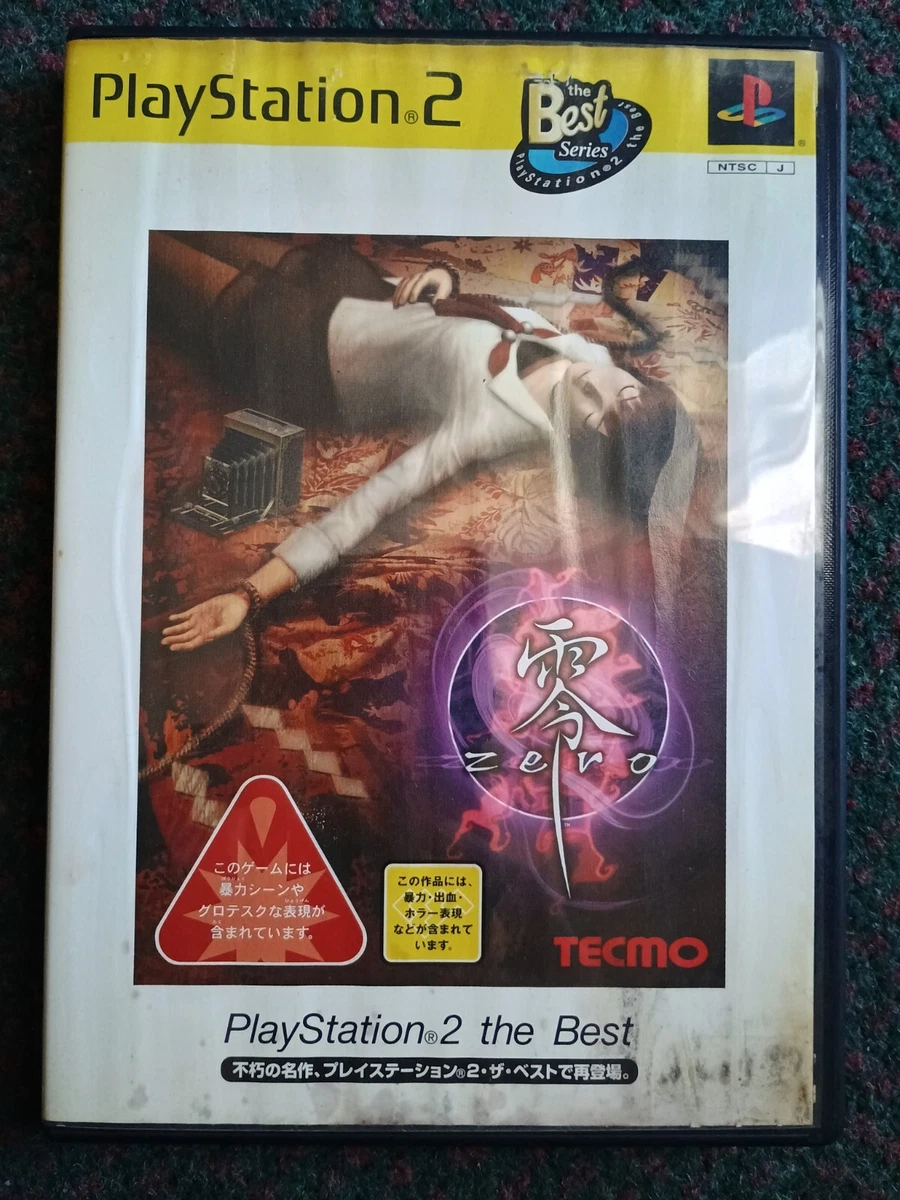 PlayStation®2
the
Best
Series
PlayStation®2 the Best
NTSC J
零
zero
™
このゲームには
暴力シーンや
グロテスクな表現が
含まれています。
この作品には、
暴力・出血・
ホラー表現
などが含まれて
います。
TECMO
PlayStation®2 the Best
不朽の名作、プレイステーション®2・ザ・ベストで再登場。